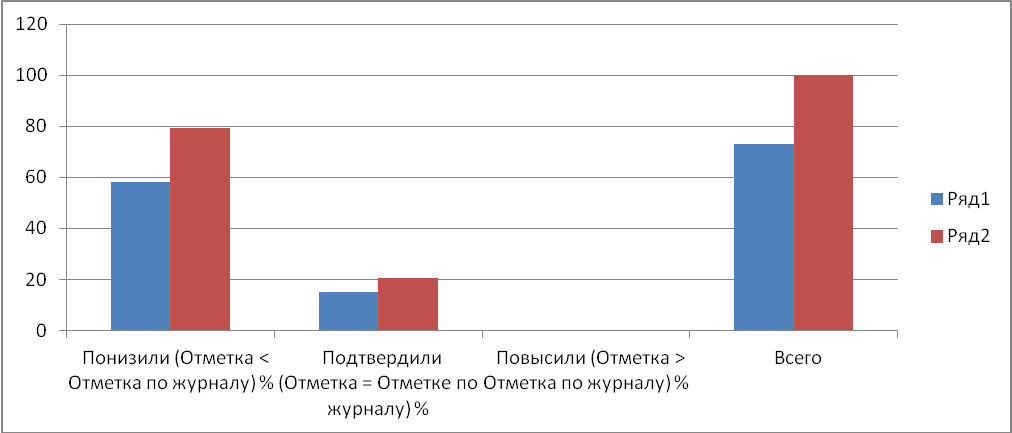 120
100
80
60
40
20
0
Понизили (Отметка < Отметка по журналу) %
Подтвердили (Отметка = Отметке по журналу) %
Повысили (Отметка > Отметка по журналу) %
Всего
Ряд1
Ряд2